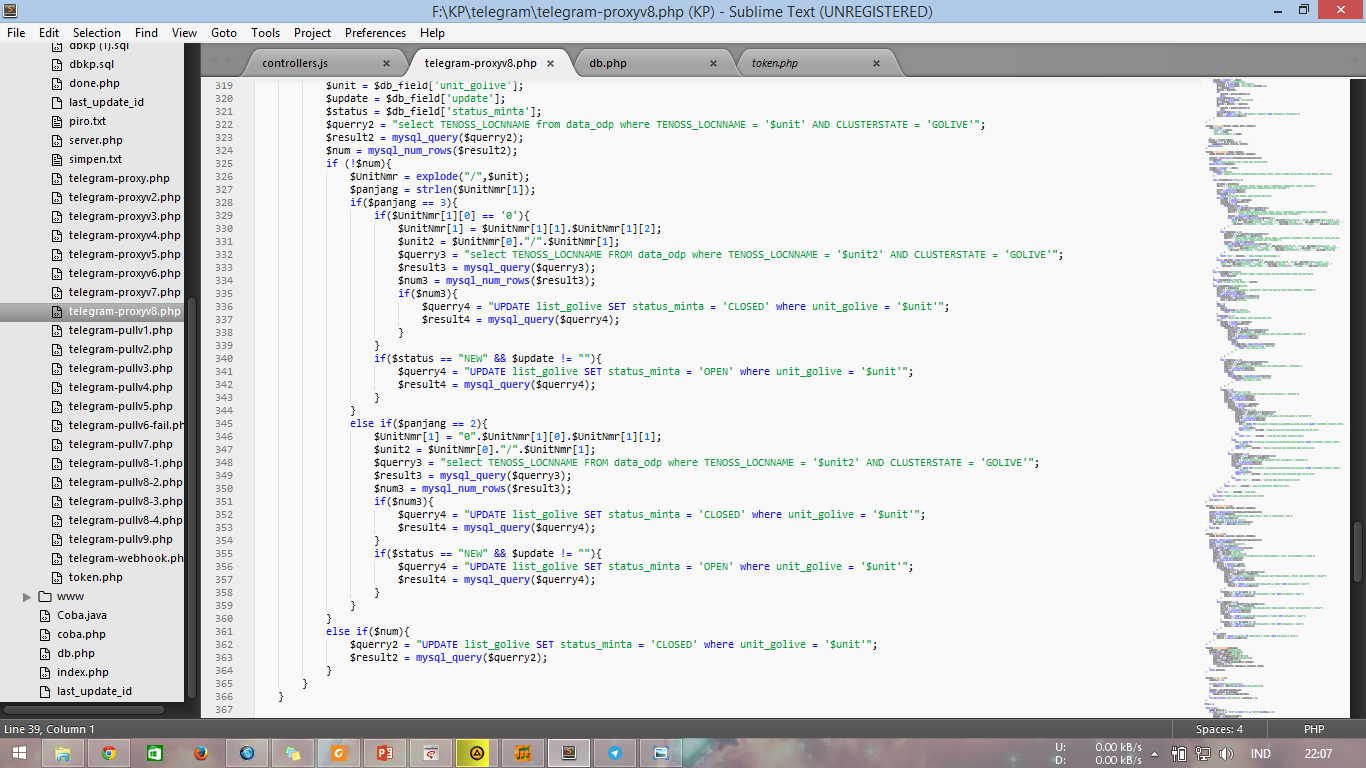 F:\KP\telegram\telegram-proxyv8.php (KP) - Sublime Text (UNREGISTERED)
File Edit Selection Find View Goto Tools Project Preferences Help
dbkp (1).sql
dbkp.sql
done.php
last_update_id
piro.txt
server.php
simpen.txt
telegram-proxy.php
telegram-proxyv2.php
telegram-proxyv3.php
telegram-proxyv4.php
telegram-proxyv5.php
telegram-proxyv6.php
telegram-proxyv7.php
telegram-proxyv8.php
telegram-pullv1.php
telegram-pullv2.php
telegram-pullv3.php
telegram-pullv4.php
telegram-pullv5.php
telegram-pullv6-fail.ph
telegram-pullv7.php
telegram-pullv8-1.php
telegram-pullv8-2.php
telegram-pullv8-3.php
telegram-pullv8-4.php
telegram-pullv9.php
telegram-webhook.ph
token.php
www
Coba.java
coba.php
db.php
index.php
last_update_id
controllers.js telegram-proxyv8.php db.php token.php
319 $unit = $db_field['unit_golive'];
320 $update = $db_field['update'];
321 $status = $db_field['status_minta'];
322 $querry2 = "select TENOSS_LOCNNAME from data_odp where TENOSS_LOCNNAME = '$unit' AND CLUSTERSTATE = 'GOLIVE'";
323 $result2 = mysql_query($querry2);
324 $num = mysql_num_rows($result2);
325 if (!$num){
326 $UnitNmr = explode("/",$unit);
327 $panjang = strlen($UnitNmr[1]);
328 if($panjang == 3){
329 if($UnitNmr[1][0] == '0'){
330 $UnitNmr[1] = $UnitNmr[1][1].$UnitNmr[1][2];
331 $unit2 = $UnitNmr[0]."/".$UnitNmr[1];
332 $querry3 = "select TENOSS_LOCNNAME FROM data_odp where TENOSS_LOCNNAME = '$unit2' AND CLUSTERSTATE = 'GOLIVE'";
333 $result3 = mysql_query($querry3);
334 $num3 = mysql_num_rows($result3);
335 if($num3){
336 $querry4 = "UPDATE list_golive SET status_minta = 'CLOSED' where unit_golive = '$unit'";
337 $result4 = mysql_query($querry4);
338 }
339 }
340 if($status == "NEW" && $update != ""){
341 $querry4 = "UPDATE list_golive SET status_minta = 'OPEN' where unit_golive = '$unit'";
342 $result4 = mysql_query($querry4);
343 }
344 }
345 else if($panjang == 2){
346 $UnitNmr[1] = "0".$UnitNmr[1][0].$UnitNmr[1][1];
347 $unit2 = $UnitNmr[0]."/".$UnitNmr[1];
348 $querry3 = "select TENOSS_LOCNNAME FROM data_odp where TENOSS_LOCNNAME = '$unit2' AND CLUSTERSTATE = 'GOLIVE'";
349 $result3 = mysql_query($querry3);
350 $num3 = mysql_num_rows($result3);
351 if($num3){
352 $querry4 = "UPDATE list_golive SET status_minta = 'CLOSED' where unit_golive = '$unit'";
353 $result4 = mysql_query($querry4);
354 }
355 if($status == "NEW" && $update != ""){
356 $querry4 = "UPDATE list_golive SET status_minta = 'OPEN' where unit_golive = '$unit'";
357 $result4 = mysql_query($querry4);
358 }
359 }
360 }
361 else if($num){
362 $querry2 = "UPDATE list_golive SET status_minta = 'CLOSED' where unit_golive = '$unit'";
363 $result2 = mysql_query($querry2);
364 }
365 }
366 }
367
Line 39, Column 1 Spaces: 4 PHP
U: 0.00 kB/s
D: 0.00 kB/s
IND 22:07